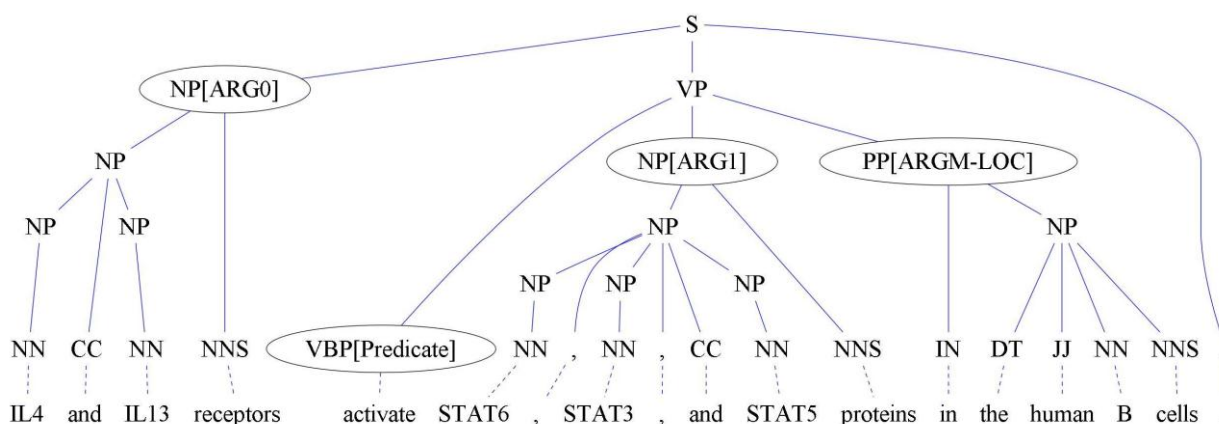 S
NP[ARG0] VP
NP NP[ARG1] PP[ARGM-LOC]
NP NP NP NP
NP NP NP
NN CC NN NNS VBP[Predicate] NN , NN , CC NN NNS IN DT JJ NN NNS
IL4 and IL13 receptors activate STAT6 , STAT3 , and STAT5 proteins in the human B cells